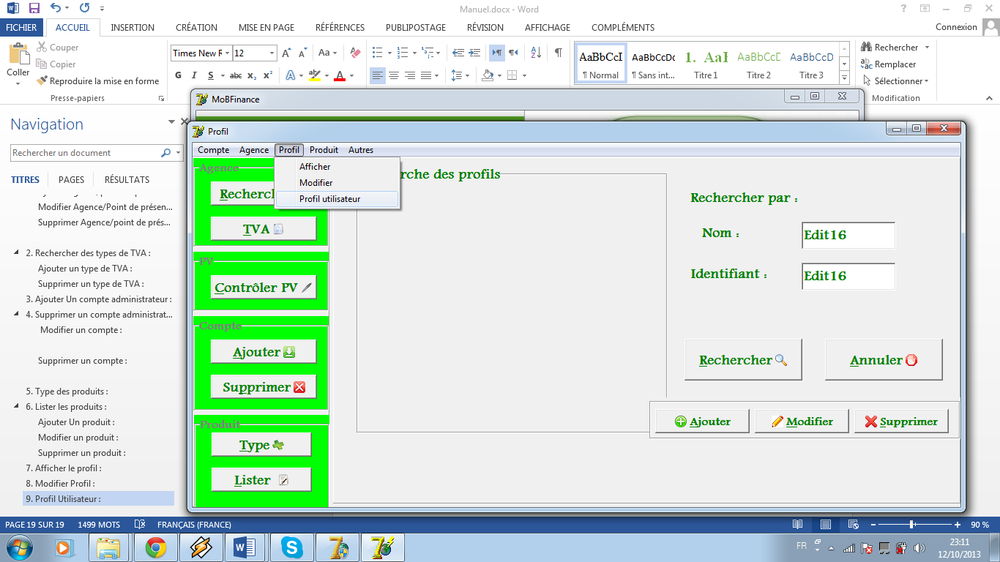 Manuel.docx - Word
FICHIER ACCUEIL INSERTION CRÉATION MISE EN PAGE RÉFÉRENCES PUBLIPOSTAGE RÉVISION AFFICHAGE COMPLÉMENTS Connexion
Coller
Couper
Copier
Reproduire la mise en forme
Presse-papiers
Times New R 12
Aa
G I S abc x₂ x²
AaBbCcI AaBbCcDc 1. AaI AaBbCcD AaBbCcD
¶ Normal ¶ Sans int... Titre 1 Titre 2 Titre 3
Rechercher
Remplacer
Sélectionner
Modification
Navigation
Rechercher un document
TITRES PAGES RÉSULTATS
Modifier Agence/Point de présen...
Supprimer Agence/point de prés...
2. Rechercher des types de TVA :
Ajouter un type de TVA :
Supprimer un type de TVA :
3. Ajouter Un compte administrateur :
4. Supprimer un compte administrat...
Modifier un compte :
Supprimer un compte :
5. Type des produits :
6. Lister les produits :
Ajouter Un produit :
Modifier un produit :
Supprimer un produit :
7. Afficher le profil :
8. Modifier Profil :
9. Profil Utilisateur :
MoBFinance
Profil
Compte Agence Profil Produit Autres
Afficher
Modifier
Profil utilisateur
Agence
Recherc
TVA
PV
Contrôler PV
Compte
Ajouter
Supprimer
Produit
Type
Lister
rche des profils
Rechercher par :
Nom : Edit16
Identifiant : Edit16
Rechercher Annuler
Ajouter Modifier Supprimer
PAGE 19 SUR 19 1499 MOTS FRANÇAIS (FRANCE) 90 %
FR
23:11
12/10/2013